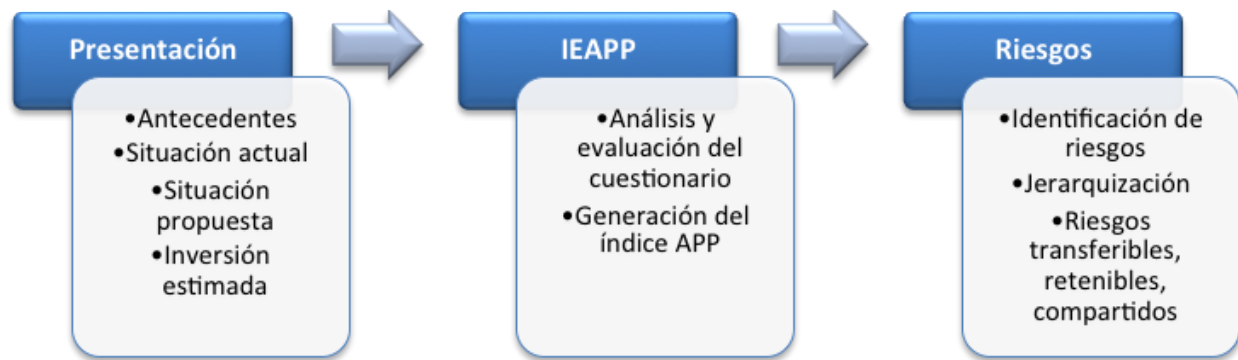 Presentación
•Antecedentes
•Situación actual
•Situación
propuesta
•Inversión
estimada
IEAPP
•Análisis y
evaluación del
cuestionario
•Generación del
índice APP
Riesgos
•Identificación de
riesgos
•Jerarquización
•Riesgos
transferibles,
retenibles,
compartidos